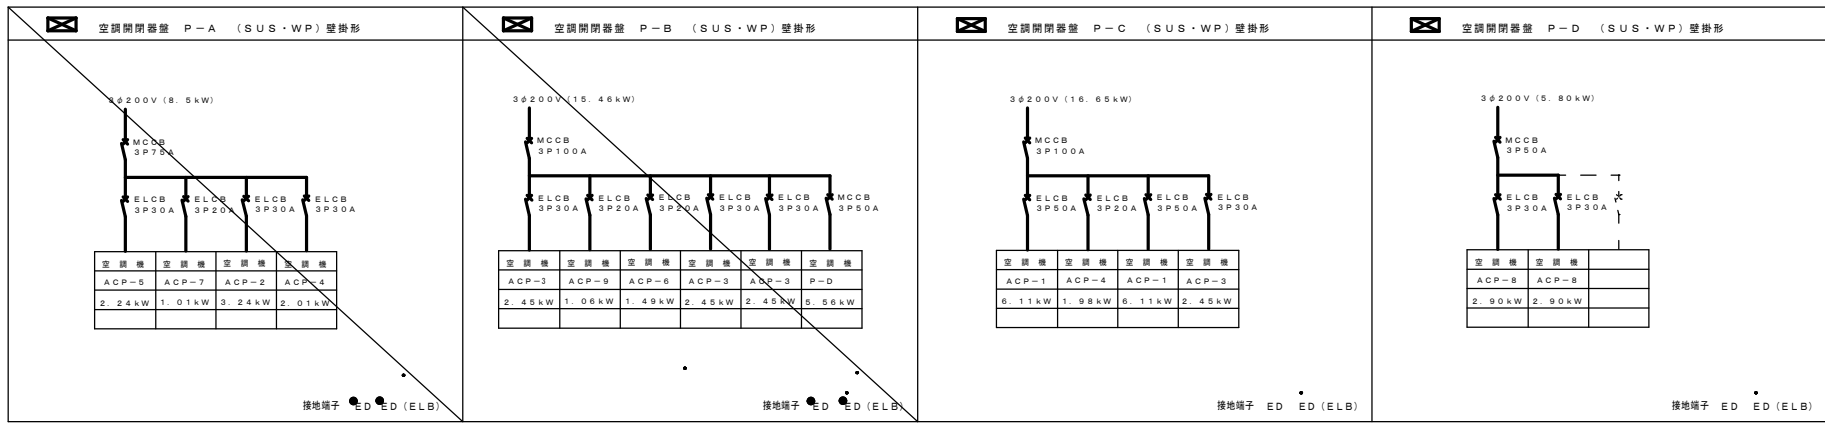 空調開閉器盤 P−A (SUS・WP)壁掛形
3φ200V(8.5kW)
MCCB
3P75A
ELCB ELCB ELCB ELCB
3P30A 3P20A 3P30A 3P30A
空調機 空調機 空調機 空調機
ACP−5 ACP−7 ACP−2 ACP−4
2.24kW 1.01kW 3.24kW 2.01kW
接地端子 ED ED(ELB)
空調開閉器盤 P−B (SUS・WP)壁掛形
3φ200V(15.46kW)
MCCB
3P100A
ELCB ELCB ELCB ELCB ELCB MCCB
3P30A 3P20A 3P20A 3P30A 3P30A 3P50A
空調機 空調機 空調機 空調機 空調機 空調機
ACP−3 ACP−9 ACP−6 ACP−3 ACP−3 P−D
2.45kW 1.06kW 1.49kW 2.45kW 2.45kW 5.56kW
接地端子 ED ED(ELB)
空調開閉器盤 P−C (SUS・WP)壁掛形
3φ200V(16.65kW)
MCCB
3P100A
ELCB ELCB ELCB ELCB
3P50A 3P20A 3P50A 3P30A
空調機 空調機 空調機 空調機
ACP−1 ACP−4 ACP−1 ACP−3
6.11kW 1.98kW 6.11kW 2.45kW
接地端子 ED ED(ELB)
空調開閉器盤 P−D (SUS・WP)壁掛形
3φ200V(5.80kW)
MCCB
3P50A
ELCB ELCB
3P30A 3P30A
空調機 空調機
ACP−8 ACP−8
2.90kW 2.90kW
接地端子 ED ED(ELB)